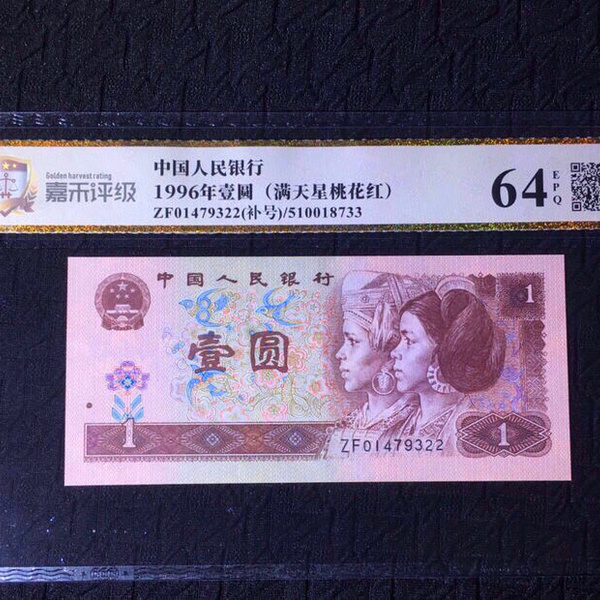 Golden harvest rating
嘉禾评级
中国人民银行
1996年壹圆（满天星桃花红）
ZF01479322(补号)/510018733
64 EPQ
中国人民银行
1
壹圆
1
ZF01479322
1